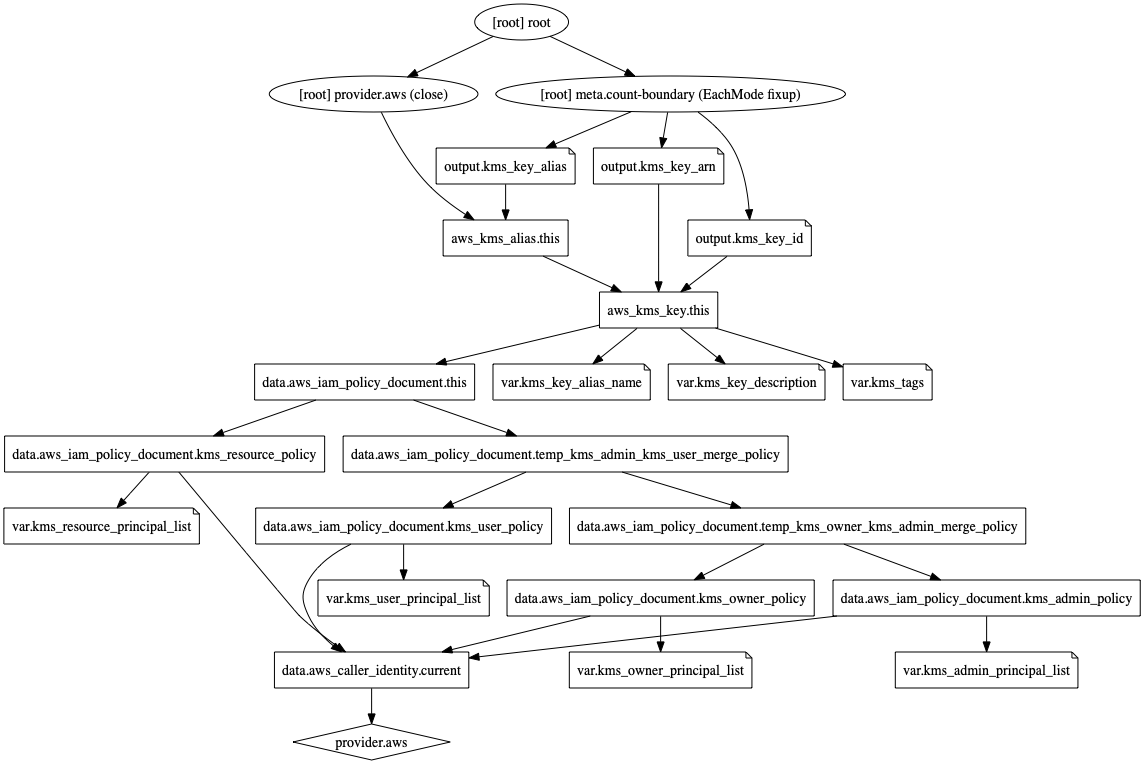 [root] root
[root] provider.aws (close)
[root] meta.count-boundary (EachMode fixup)
output.kms_key_alias
output.kms_key_arn
aws_kms_alias.this
output.kms_key_id
aws_kms_key.this
data.aws_iam_policy_document.this
var.kms_key_alias_name
var.kms_key_description
var.kms_tags
data.aws_iam_policy_document.kms_resource_policy
data.aws_iam_policy_document.temp_kms_admin_kms_user_merge_policy
var.kms_resource_principal_list
data.aws_iam_policy_document.kms_user_policy
data.aws_iam_policy_document.temp_kms_owner_kms_admin_merge_policy
var.kms_user_principal_list
data.aws_iam_policy_document.kms_owner_policy
data.aws_iam_policy_document.kms_admin_policy
data.aws_caller_identity.current
var.kms_owner_principal_list
var.kms_admin_principal_list
provider.aws